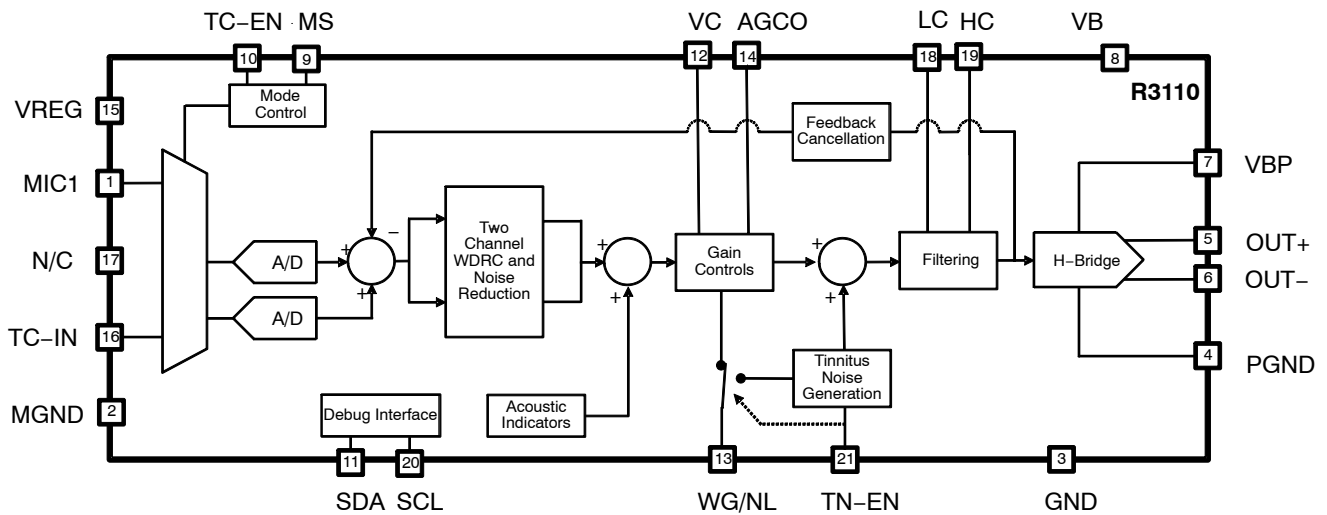 TC−EN MS
VC AGCO
LC HC
VB
10
9
12
14
18
19
8
R3110
VREG
15
Mode
Control
Feedback
Cancellation
MIC1
1
7
VBP
−
Two
Channel
WDRC and
Noise
Reduction
+
+
+
N/C
17
A/D
Gain
Controls
Filtering
H−Bridge
5
OUT+
6
OUT−
+
+
+
A/D
TC−IN
16
4
PGND
Tinnitus
Noise
Generation
MGND
2
Debug Interface
Acoustic
Indicators
11
20
13
21
3
SDA SCL
WG/NL
TN−EN
GND